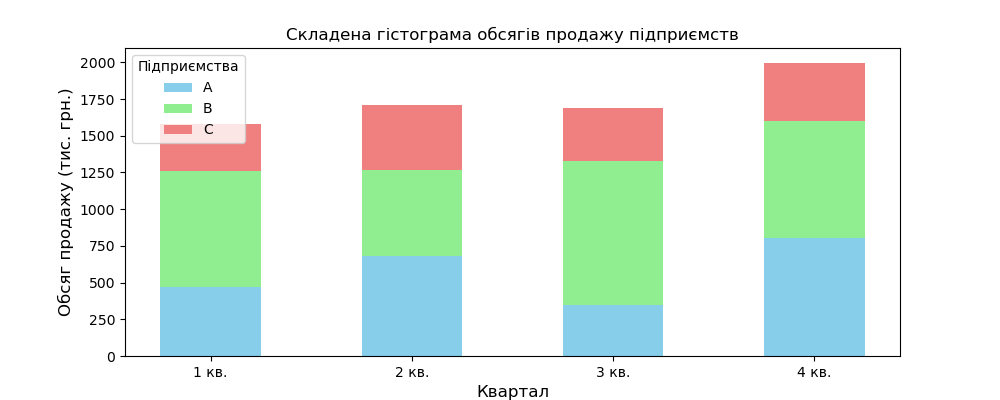 Складена гістограма обсягів продажу підприємств
Обсяг продажу (тис. грн.)
2000
1750
1500
1250
1000
750
500
250
0
Підприємства
A
B
C
1 кв.
2 кв.
3 кв.
4 кв.
Квартал